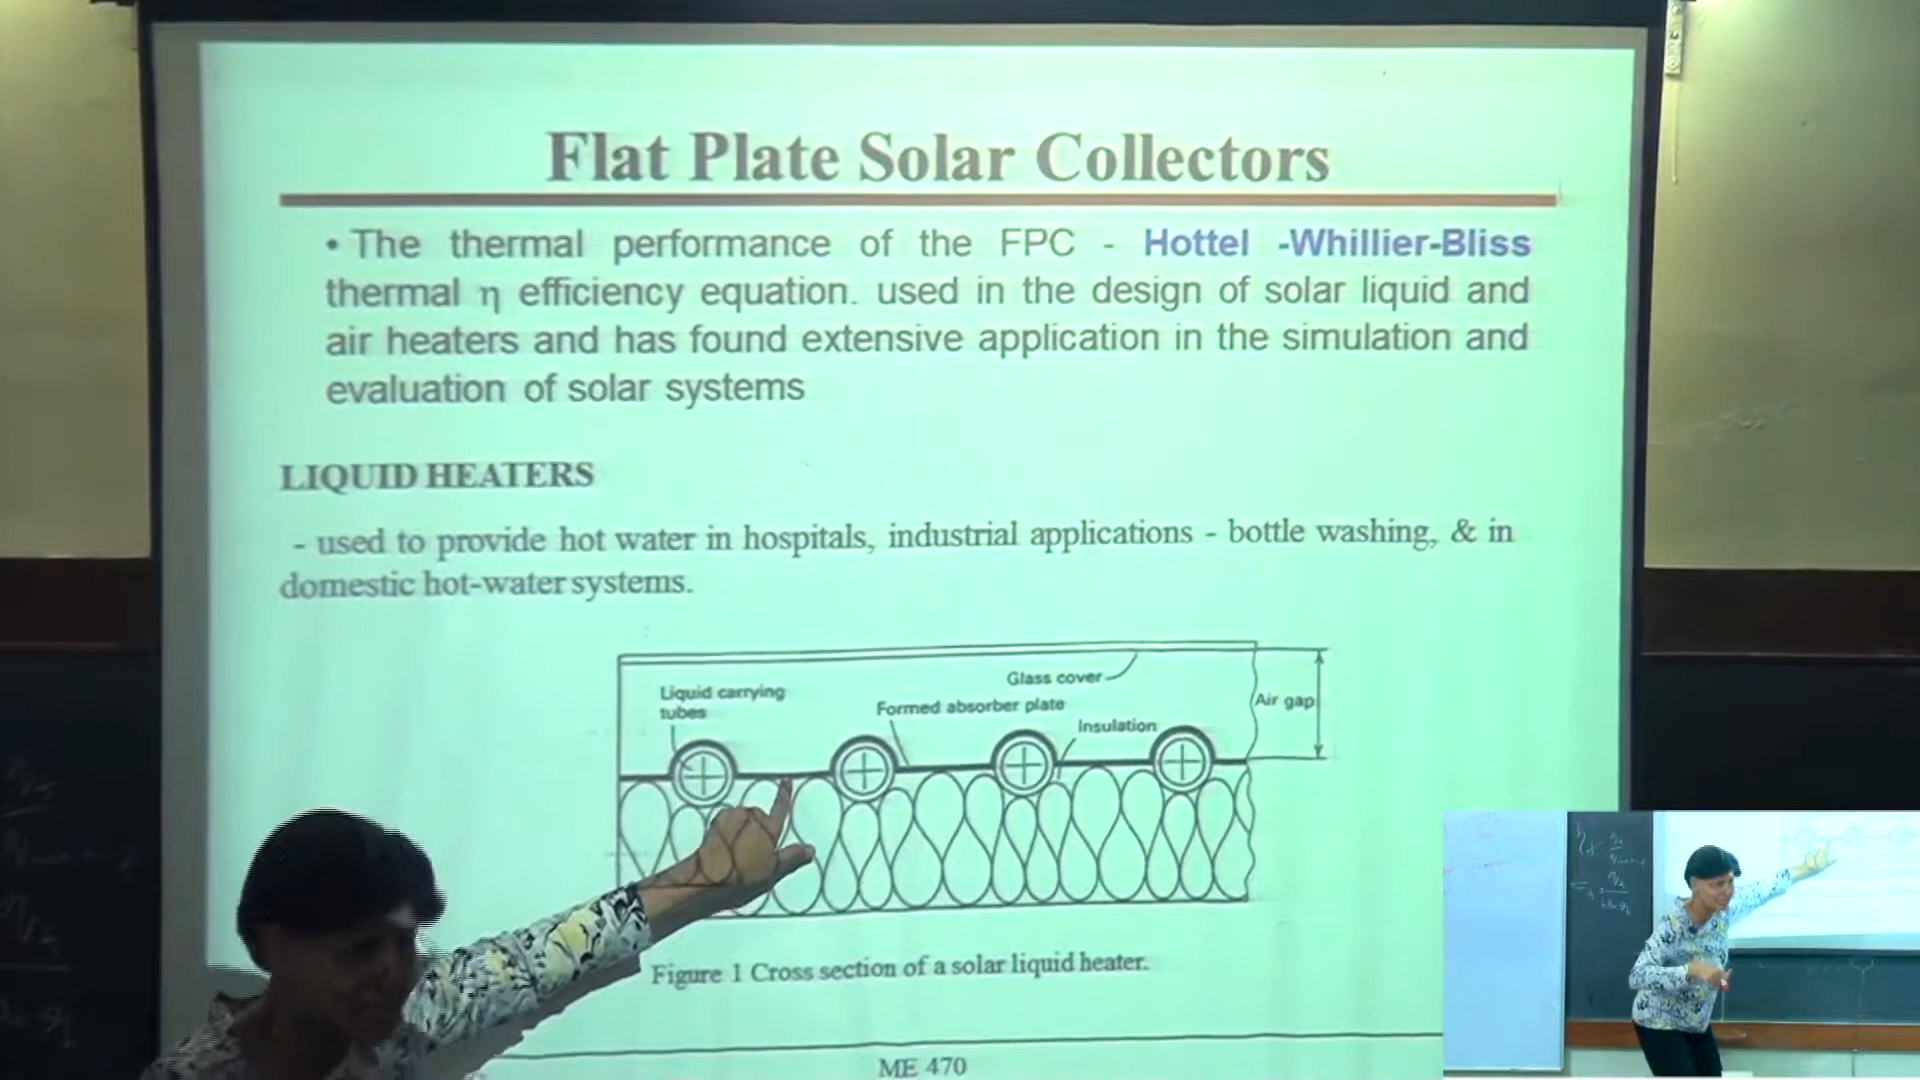 Flat Plate Solar Collectors
• The thermal performance of the FPC - Hottel -Whillier-Bliss
thermal η efficiency equation. used in the design of solar liquid and
air heaters and has found extensive application in the simulation and
evaluation of solar systems
LIQUID HEATERS
- used to provide hot water in hospitals, industrial applications - bottle washing, & in
domestic hot-water systems.
Glass cover
Liquid carrying
tubes
Formed absorber plate
Air gap
Insulation
Figure 1 Cross section of a solar liquid heater.
ME 470